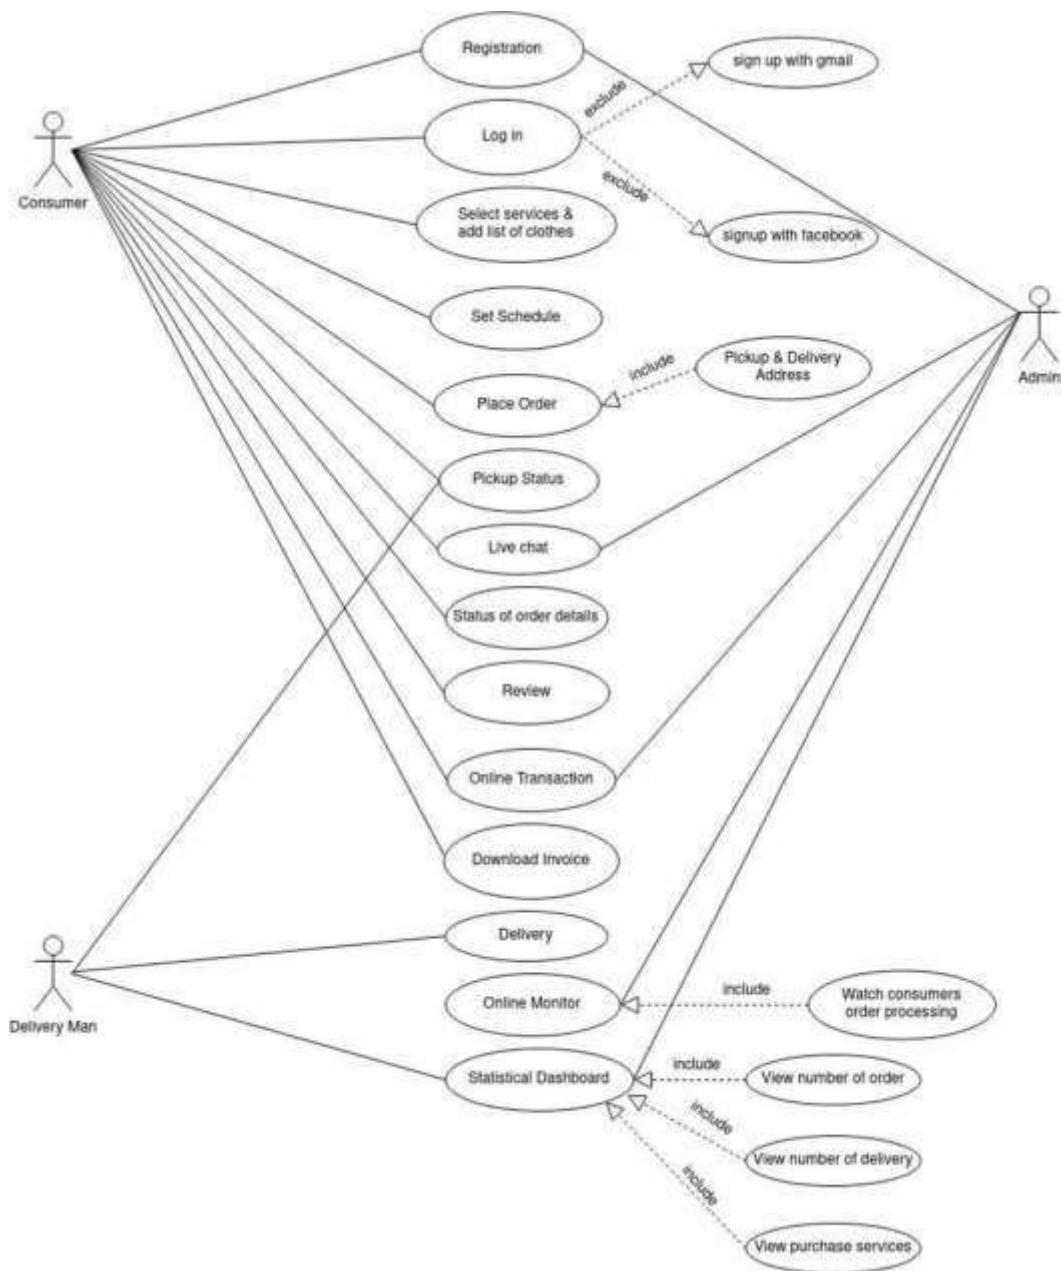 Registration
sign up with gmail
exclude
Log in
exclude
Consumer
Select services &
add list of clothes
signup with facebook
Set Schedule
include
Pickup & Delivery
Address
Admin
Place Order
Pickup Status
Live chat
Status of order details
Review
Online Transaction
Download Invoice
Delivery
Delivery Man
Online Monitor
include
Watch consumers
order processing
Statistical Dashboard
include
View number of order
include
View number of delivery
include
View purchase services